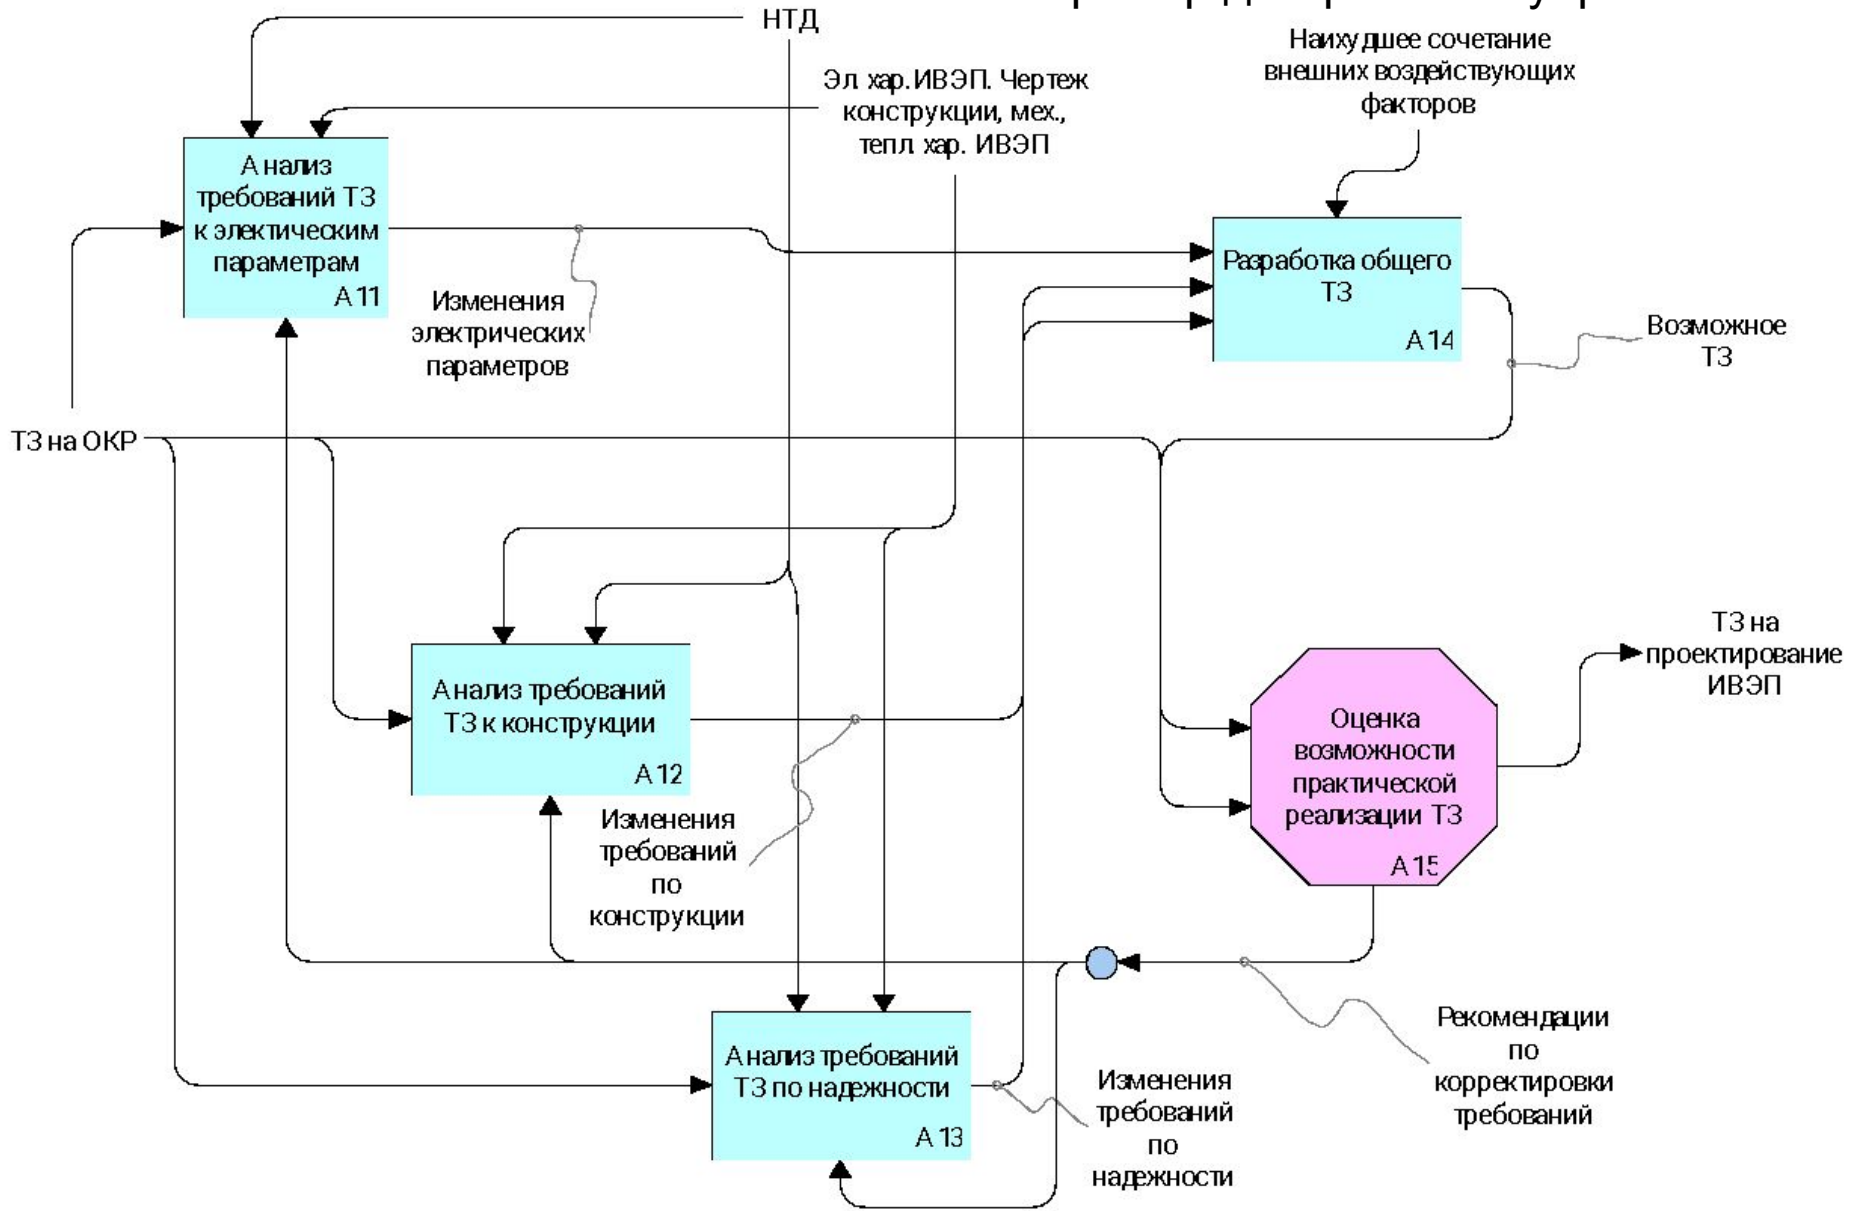 НТД
Эл. хар.ИВЭП. Чертеж
конструкции, мех.,
тепл. хар. ИВЭП
Наихудшее сочетание
внешних воздействующих
факторов
Анализ
требований ТЗ
к электическим
параметрам
А11
Изменения
электрических
параметров
Разработка общего
ТЗ
А14
Возможное
ТЗ
ТЗ на ОКР
Анализ требований
ТЗ к конструкции
А12
Изменения
требований
по
конструкции
Оценка
возможности
практической
реализации ТЗ
А15
ТЗ на
проектирование
ИВЭП
Анализ требований
ТЗ по надежности
А13
Изменения
требований
по
надежности
Рекомендации
по
корректировки
требований